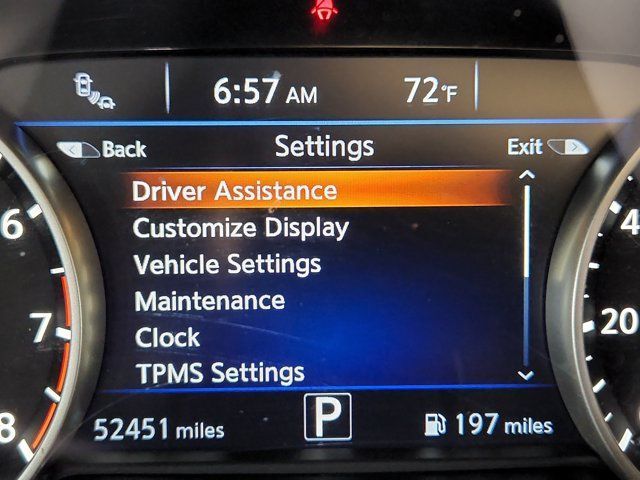 6:57 AM 72°F
Back Settings Exit
Driver Assistance
Customize Display
Vehicle Settings
Maintenance
Clock
TPMS Settings
6
7
8
4
20
52451 miles P 197 miles